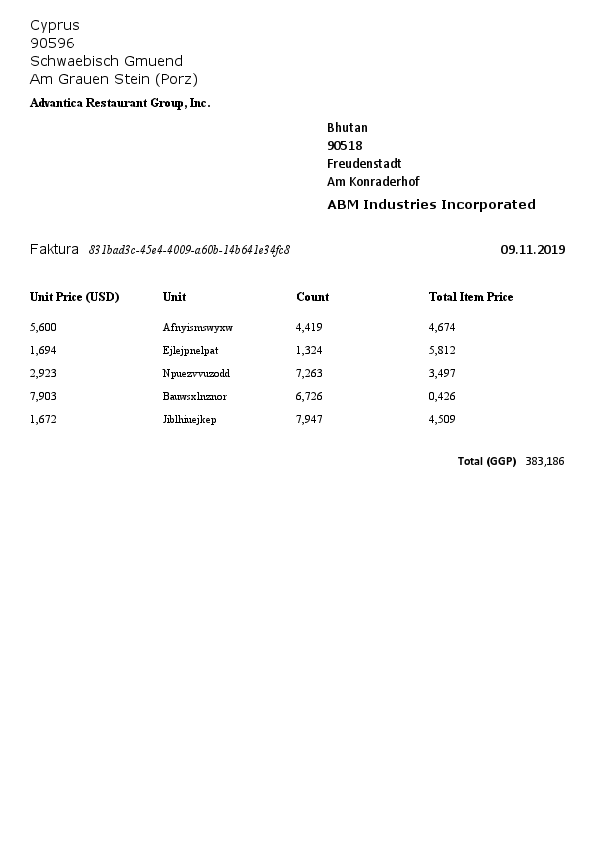 Cyprus
90596
Schwaebisch Gmuend
Am Grauen Stein (Porz)
Advantica Restaurant Group, Inc.
Bhutan
90518
Freudenstadt
Am Konraderhof
ABM Industries Incorporated
Faktura 831bad3c-45e4-4009-a60b-14b641e34fc8 09.11.2019
Unit Price (USD) Unit Count Total Item Price
5,600 Afnyismswyxw 4,419 4,674
1,694 Ejlejpnelpat 1,324 5,812
2,923 Npuezvvuzodd 7,263 3,497
7,903 Bauwsxlnznor 6,726 0,426
1,672 Jiblhiuejkep 7,947 4,509
Total (GGP) 383,186